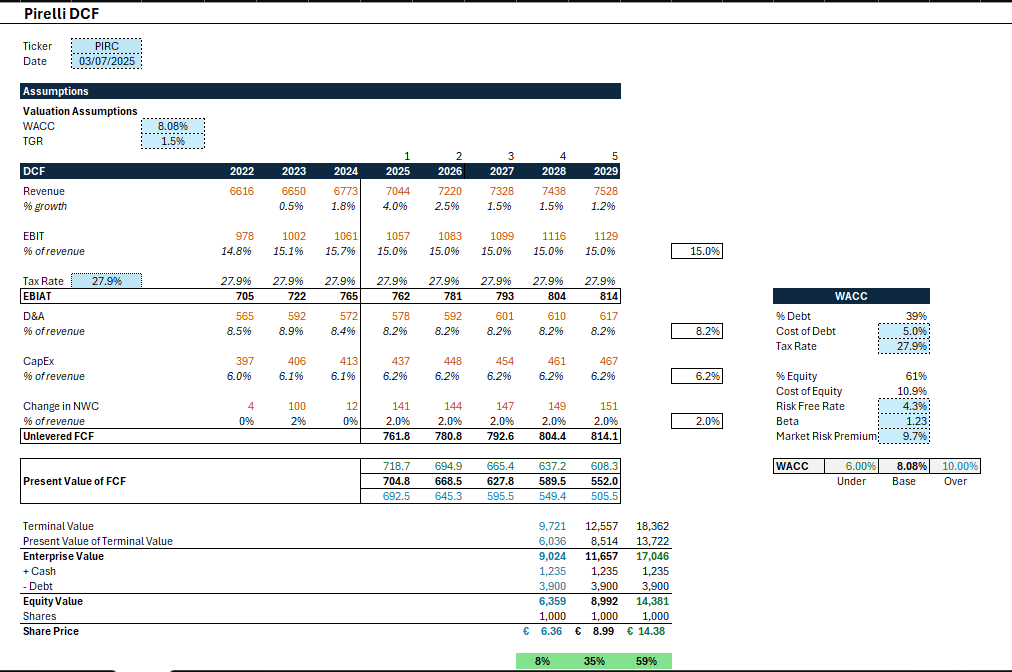 Pirelli DCF
Ticker PIRC
Date 03/07/2025
Assumptions
Valuation Assumptions
WACC 8.08%
TGR 1.5%
1 2 3 4 5
DCF 2022 2023 2024 2025 2026 2027 2028 2029
Revenue 6616 6650 6773 7044 7220 7328 7438 7528
% growth 0.5% 1.8% 4.0% 2.5% 1.5% 1.5% 1.2%
EBIT 978 1002 1061 1057 1083 1099 1116 1129
% of revenue 14.8% 15.1% 15.7% 15.0% 15.0% 15.0% 15.0% 15.0% 15.0%
Tax Rate 27.9% 27.9% 27.9% 27.9% 27.9% 27.9% 27.9% 27.9% 27.9%
EBIAT 705 722 765 762 781 793 804 814 WACC
D&A 565 592 572 578 592 601 610 617 % Debt 39%
% of revenue 8.5% 8.9% 8.4% 8.2% 8.2% 8.2% 8.2% 8.2% 8.2% Cost of Debt 5.0%
Tax Rate 27.9%
CapEx 397 406 413 437 448 454 461 467
% of revenue 6.0% 6.1% 6.1% 6.2% 6.2% 6.2% 6.2% 6.2% 6.2% % Equity 61%
Cost of Equity 10.9%
Change in NWC 4 100 12 141 144 147 149 151 Risk Free Rate 4.3%
% of revenue 0% 2% 0% 2.0% 2.0% 2.0% 2.0% 2.0% 2.0% Beta 1.23
Unlevered FCF 761.8 780.8 792.6 804.4 814.1 Market Risk Premium 9.7%
718.7 694.9 665.4 637.2 608.3 WACC 6.00% 8.08% 10.00%
Present Value of FCF 704.8 668.5 627.8 589.5 552.0 Under Base Over
692.5 645.3 595.5 549.4 505.5
Terminal Value 9,721 12,557 18,362
Present Value of Terminal Value 6,036 8,514 13,722
Enterprise Value 9,024 11,657 17,046
+ Cash 1,235 1,235 1,235
- Debt 3,900 3,900 3,900
Equity Value 6,359 8,992 14,381
Shares 1,000 1,000 1,000
Share Price € 6.36 € 8.99 € 14.38
8% 35% 59%